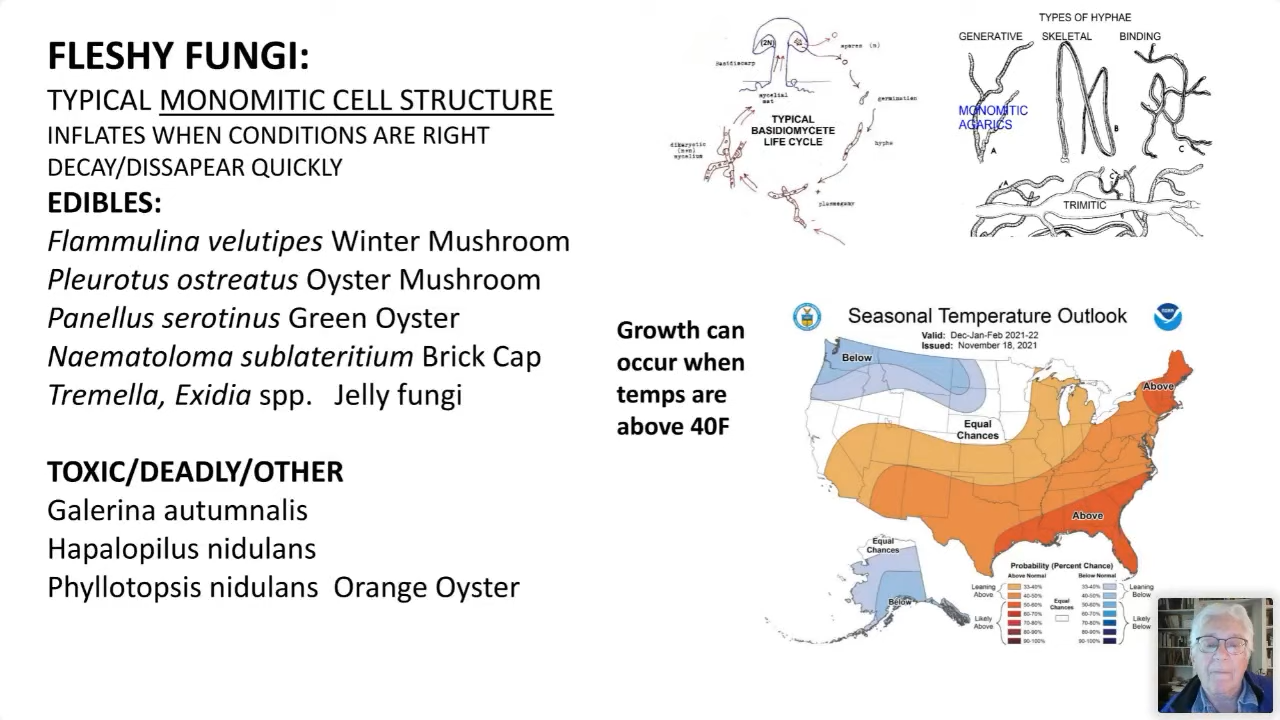 FLESHY FUNGI:
TYPICAL MONOMITIC CELL STRUCTURE
INFLATES WHEN CONDITIONS ARE RIGHT
DECAY/DISSAPEAR QUICKLY
EDIBLES:
Flammulina velutipes Winter Mushroom
Pleurotus ostreatus Oyster Mushroom
Panellus serotinus Green Oyster
Naematoloma sublateritium Brick Cap
Tremella, Exidia spp. Jelly fungi
TOXIC/DEADLY/OTHER
Galerina autumnalis
Hapalopilus nidulans
Phyllotopsis nidulans Orange Oyster
(2N)
spores (n)
Basidiocarp
mycelial
mat
germination
TYPICAL
BASIDIOMYCETE
LIFE CYCLE
dikaryotic
(n+n)
mycelium
hypha
plasmogamy
TYPES OF HYPHAE
GENERATIVE SKELETAL BINDING
MONOMITIC
AGARICS
A
B
C
A
C
TRIMITIC
Growth can
occur when
temps are
above 40F
Seasonal Temperature Outlook
Valid: Dec-Jan-Feb 2021-22
Issued: November 18, 2021
Below
Above
Equal
Chances
Above
Equal
Chances
Below
Probability (Percent Chance)
Above Normal Below Normal
Leaning
Above
33-40% 33-40%
40-50% 40-50%
Leaning
Below
Equal
Chances
Likely
Above
50-60% 50-60%
60-70% 60-70%
70-80% 70-80%
80-90% 80-90%
90-100% 90-100%
Likely
Below